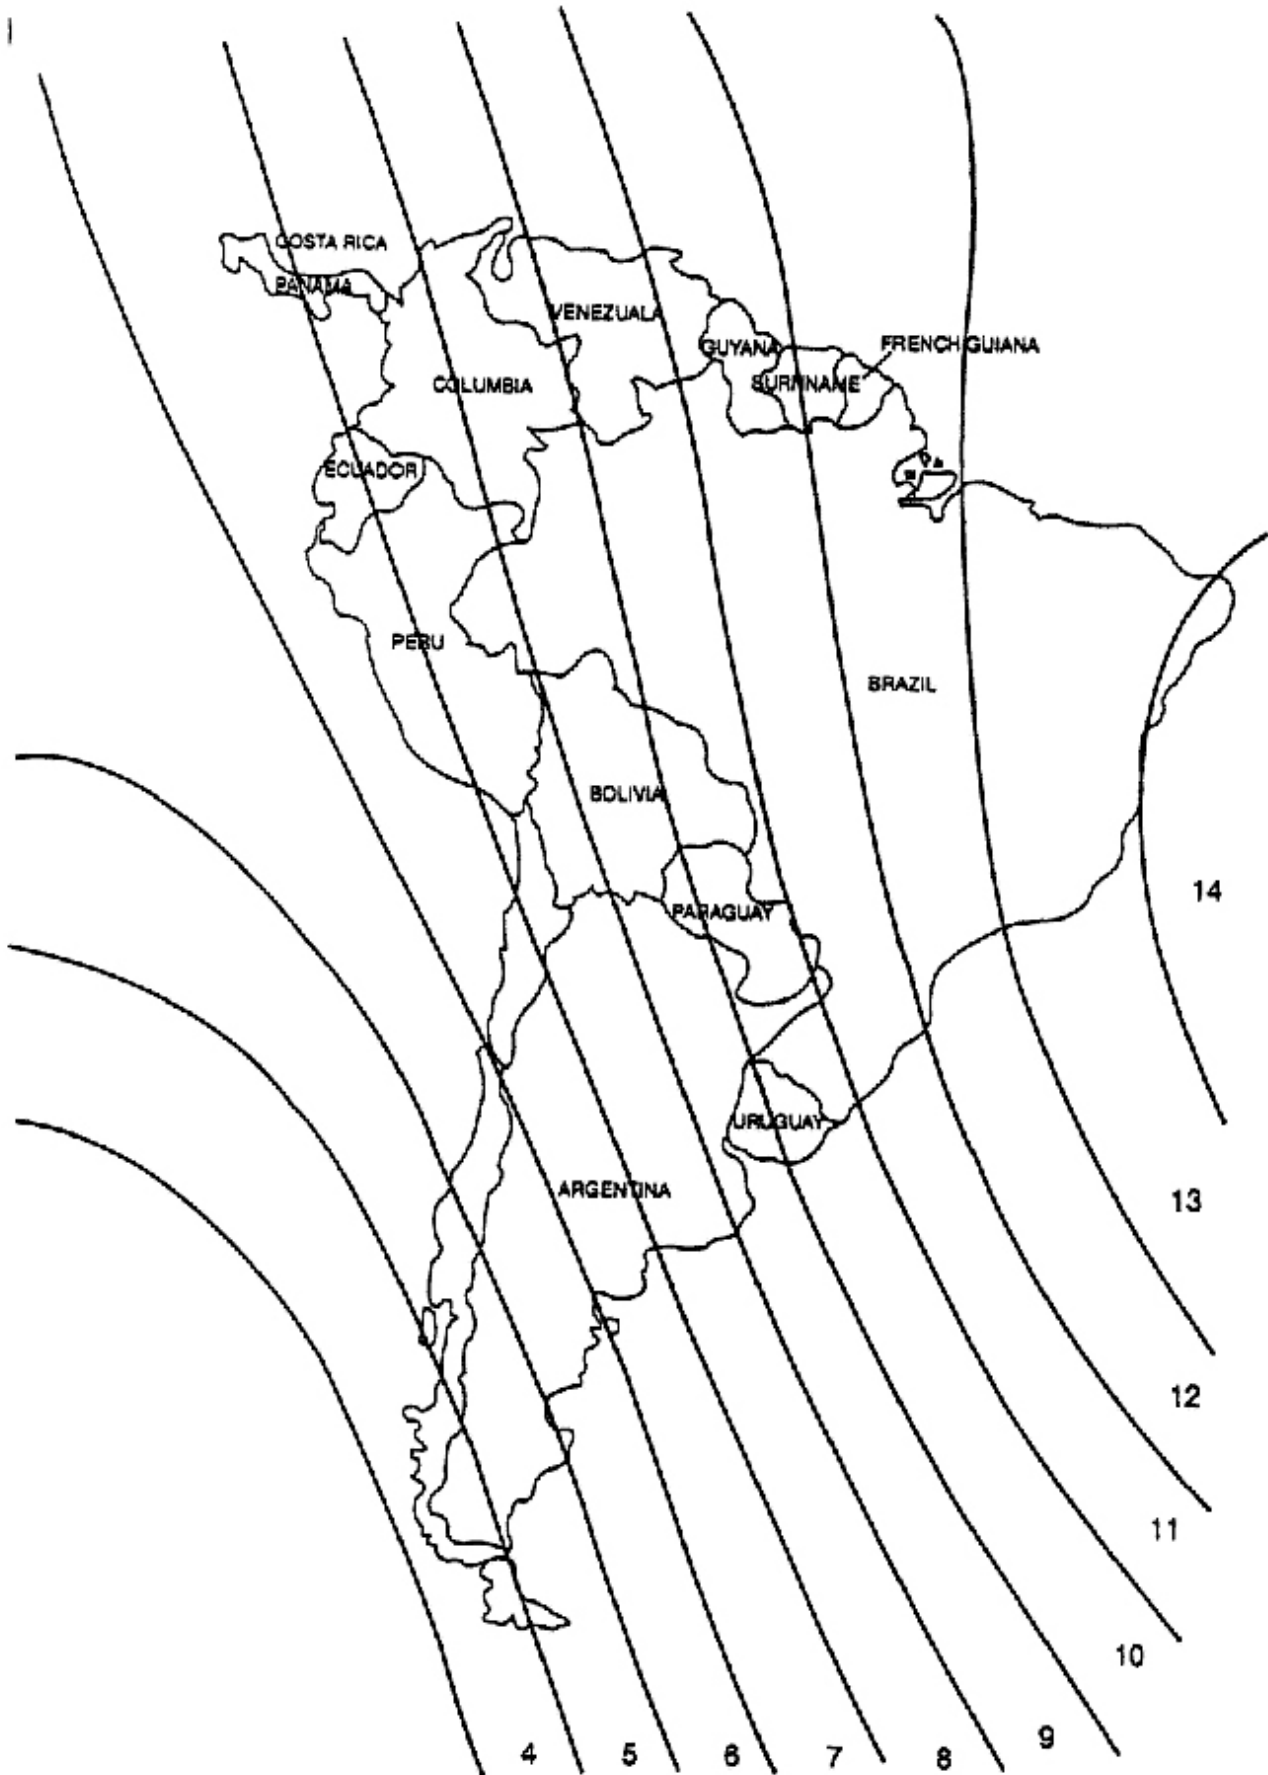 COSTA RICA
PANAMA
VENEZUALA
GUYANA
FRENCH GUIANA
COLUMBIA
SURNINAME
ECUADOR
PERU
BRAZIL
BOLIVIA
14
PARAGUAY
URUGUAY
ARGENTINA
13
12
11
10
4
5
6
7
8
9